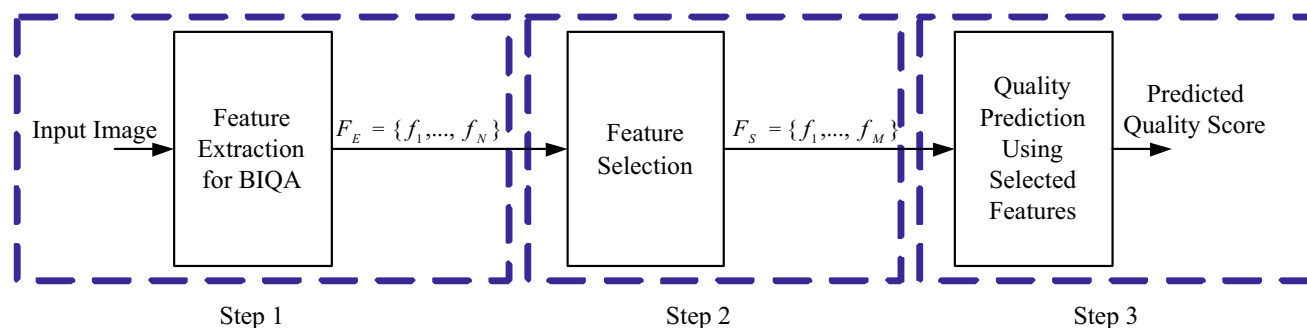 Input Image
Feature
Extraction
for BIQA
F_E = {f_1,..., f_N}
Feature
Selection
F_S = {f_1,..., f_M}
Quality
Prediction
Using
Selected
Features
Predicted
Quality Score
Step 1
Step 2
Step 3